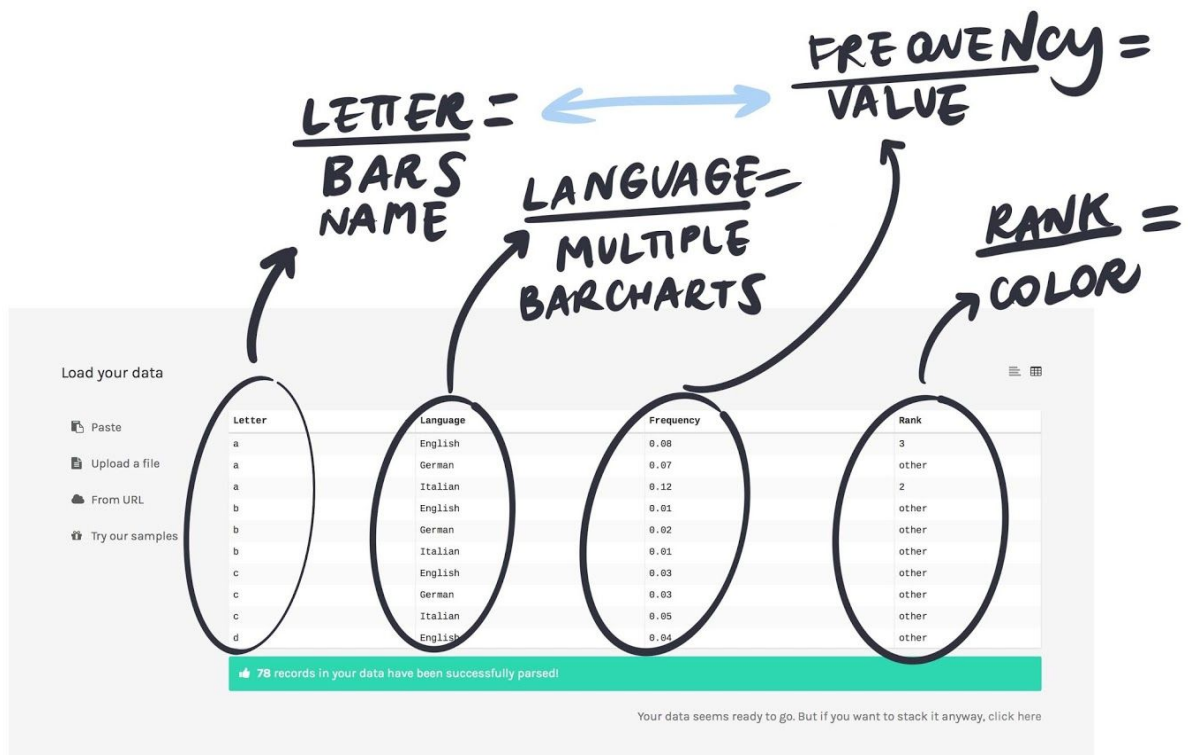 FREQUENCY =
VALUE
LETTER =
BARS
NAME
LANGUAGE =
MULTIPLE
BARCHARTS
RANK =
COLOR
Load your data
Paste
Upload a file
From URL
Try our samples
Letter Language Frequency Rank
a English 0.08 3
a German 0.07 other
a Italian 0.12 2
b English 0.01 other
b German 0.02 other
b Italian 0.01 other
c English 0.03 other
c German 0.03 other
c Italian 0.05 other
d English 0.04 other
78 records in your data have been successfully parsed!
Your data seems ready to go. But if you want to stack it anyway, click here